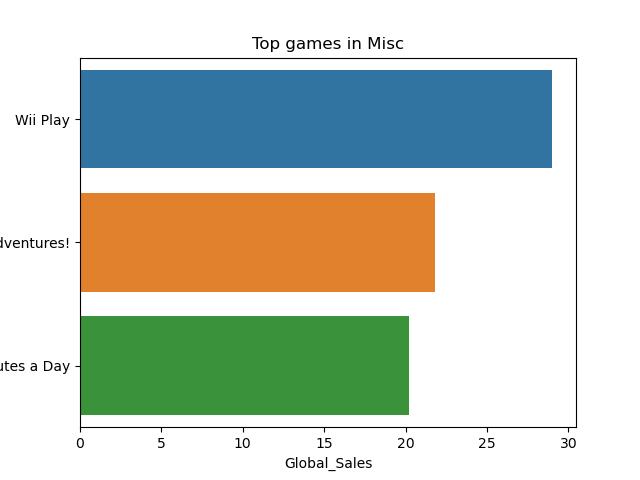 Top games in Misc
Wii Play
dventures!
utes a Day
0 5 10 15 20 25 30
Global_Sales